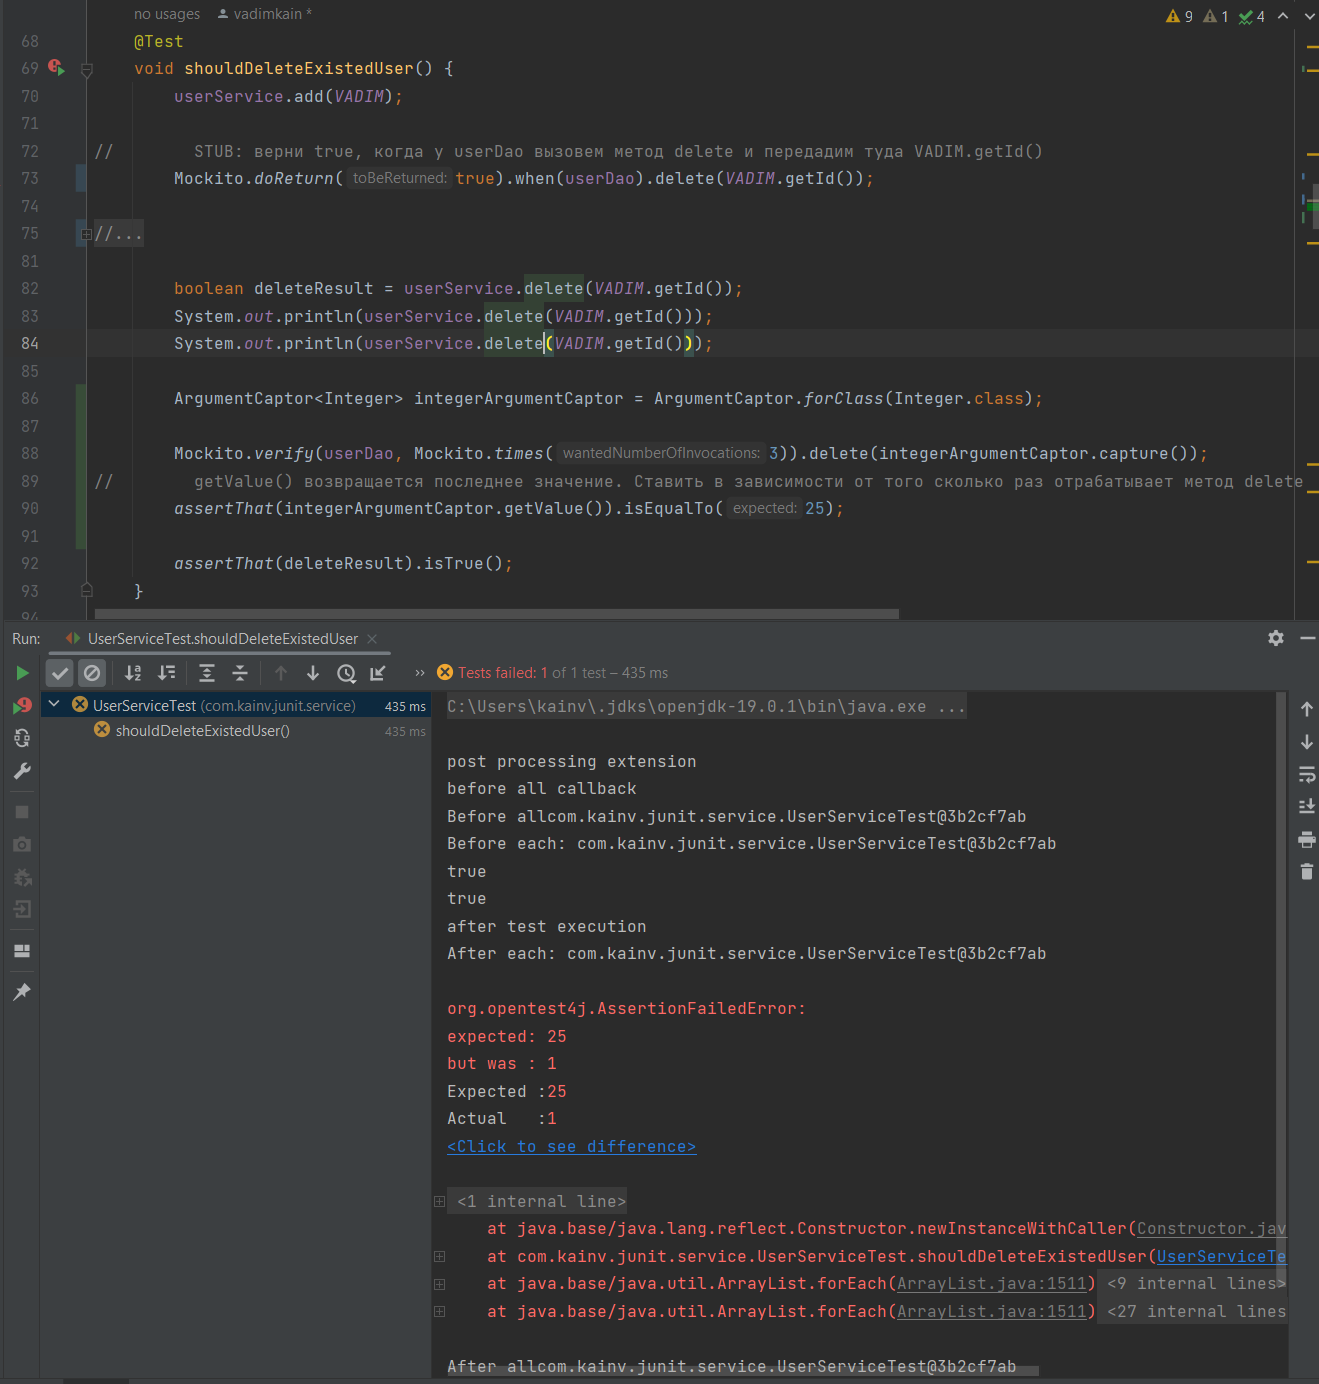 no usages vadimkain *
9 1 4
68 @Test
69 void shouldDeleteExistedUser() {
70 userService.add(VADIM);
71
72 // STUB: верни true, когда у userDao вызовем метод delete и передадим туда VADIM.getId()
73 Mockito.doReturn( toBeReturned: true).when(userDao).delete(VADIM.getId());
74
75 //...
81
82 boolean deleteResult = userService.delete(VADIM.getId());
83 System.out.println(userService.delete(VADIM.getId()));
84 System.out.println(userService.delete(VADIM.getId()));
85
86 ArgumentCaptor<Integer> integerArgumentCaptor = ArgumentCaptor.forClass(Integer.class);
87
88 Mockito.verify(userDao, Mockito.times( wantedNumberOfInvocations: 3)).delete(integerArgumentCaptor.capture());
89 // getValue() возвращается последнее значение. Ставить в зависимости от того сколько раз отрабатывает метод delete
90 assertThat(integerArgumentCaptor.getValue()).isEqualTo( expected: 25);
91
92 assertThat(deleteResult).isTrue();
93 }
94
Run: UserServiceTest.shouldDeleteExistedUser
Tests failed: 1 of 1 test – 435 ms
UserServiceTest (com.kainv.junit.service) 435 ms
shouldDeleteExistedUser() 435 ms
C:\Users\kainv\.jdks\openjdk-19.0.1\bin\java.exe ...
post processing extension
before all callback
Before allcom.kainv.junit.service.UserServiceTest@3b2cf7ab
Before each: com.kainv.junit.service.UserServiceTest@3b2cf7ab
true
true
after test execution
After each: com.kainv.junit.service.UserServiceTest@3b2cf7ab
org.opentest4j.AssertionFailedError:
expected: 25
but was : 1
Expected :25
Actual :1
<Click to see difference>
<1 internal line>
at java.base/java.lang.reflect.Constructor.newInstanceWithCaller(Constructor.jav
at com.kainv.junit.service.UserServiceTest.shouldDeleteExistedUser(UserServiceTe
at java.base/java.util.ArrayList.forEach(ArrayList.java:1511) <9 internal lines>
at java.base/java.util.ArrayList.forEach(ArrayList.java:1511) <27 internal lines
After allcom.kainv.junit.service.UserServiceTest@3b2cf7ab